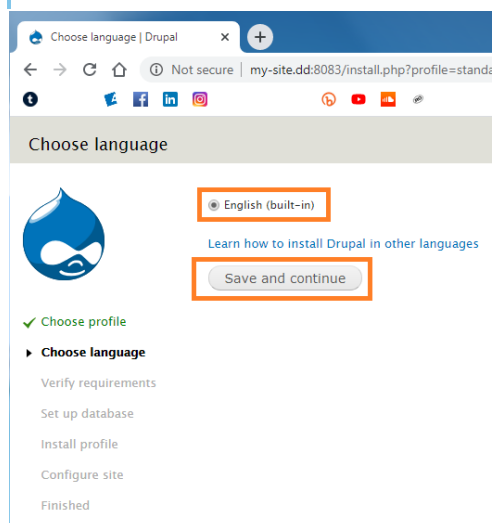 Choose language | Drupal
Not secure | my-site.dd:8083/install.php?profile=standa
Choose language
English (built-in)
Learn how to install Drupal in other languages
Save and continue
Choose profile
Choose language
Verify requirements
Set up database
Install profile
Configure site
Finished